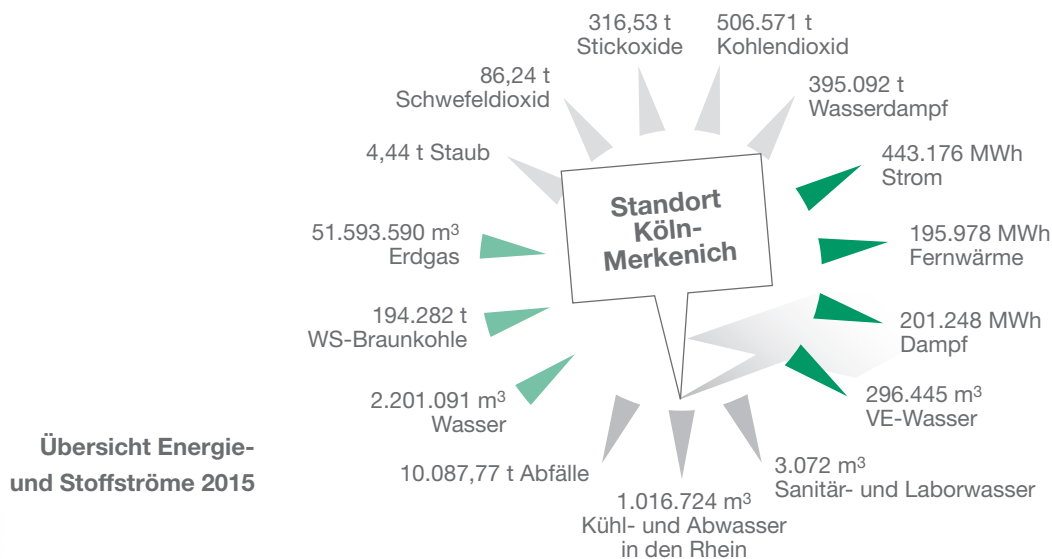 316,53 t
Stickoxide
506.571 t
Kohlendioxid
86,24 t
Schwefeldioxid
395.092 t
Wasserdampf
4,44 t Staub
443.176 MWh
Strom
Standort
Köln-
Merkenich
51.593.590 m³
Erdgas
195.978 MWh
Fernwärme
194.282 t
WS-Braunkohle
201.248 MWh
Dampf
2.201.091 m³
Wasser
296.445 m³
VE-Wasser
Übersicht Energie-
und Stoffströme 2015
10.087,77 t Abfälle
3.072 m³
Sanitär- und Laborwasser
1.016.724 m³
Kühl- und Abwasser
in den Rhein